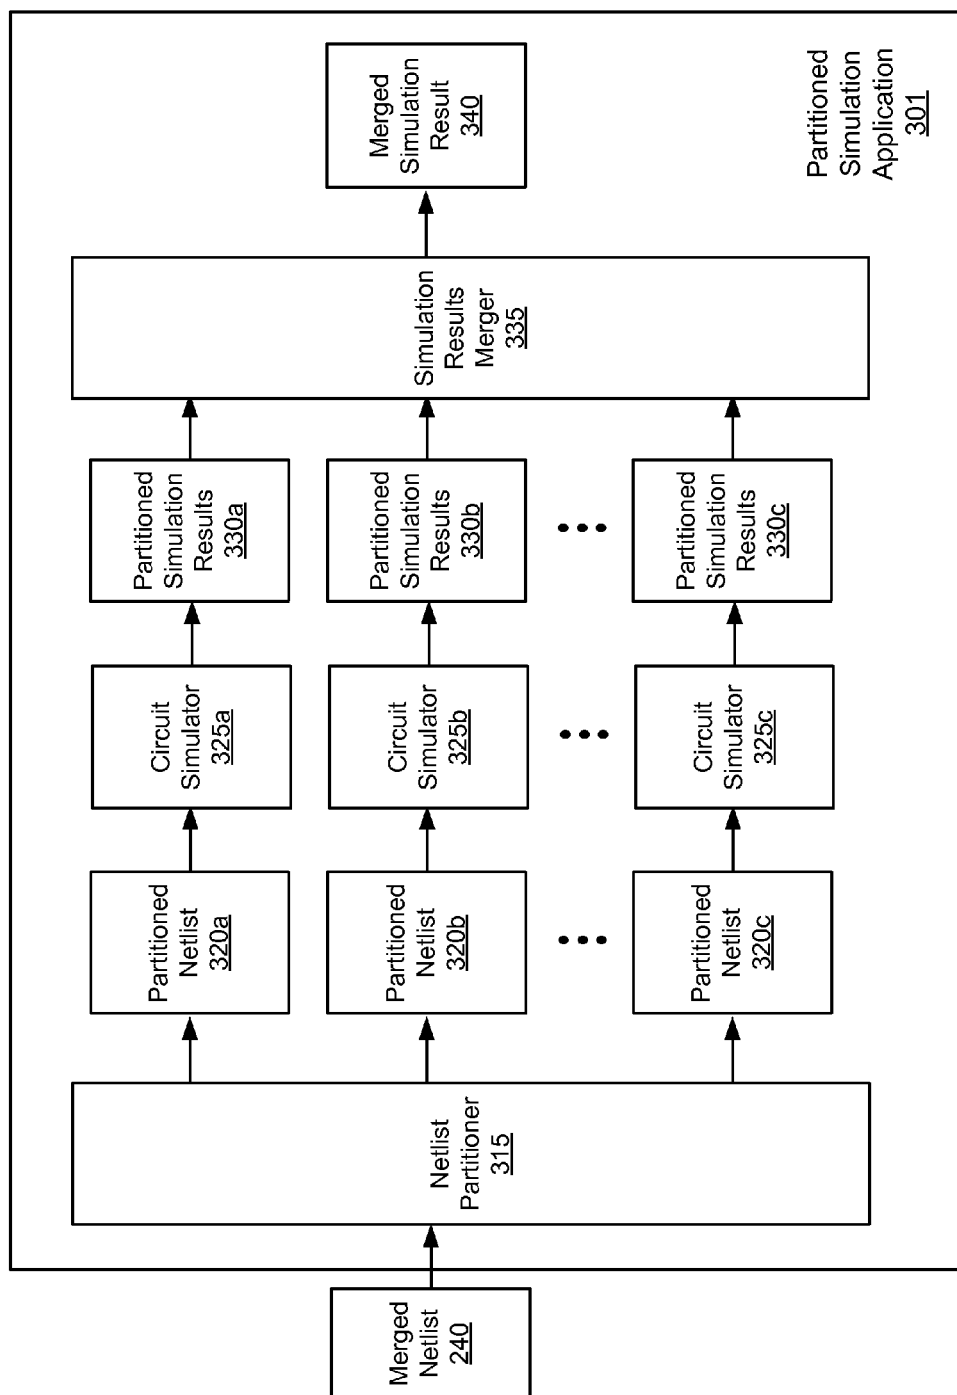 Merged
Netlist
240
Netlist
Partitioner
315
Partitioned
Netlist
320a
Partitioned
Netlist
320b
Partitioned
Netlist
320c
Circuit
Simulator
325a
Circuit
Simulator
325b
Circuit
Simulator
325c
Partitioned
Simulation
Results
330a
Partitioned
Simulation
Results
330b
Partitioned
Simulation
Results
330c
Simulation
Results
Merger
335
Merged
Simulation
Result
340
Partitioned
Simulation
Application
301